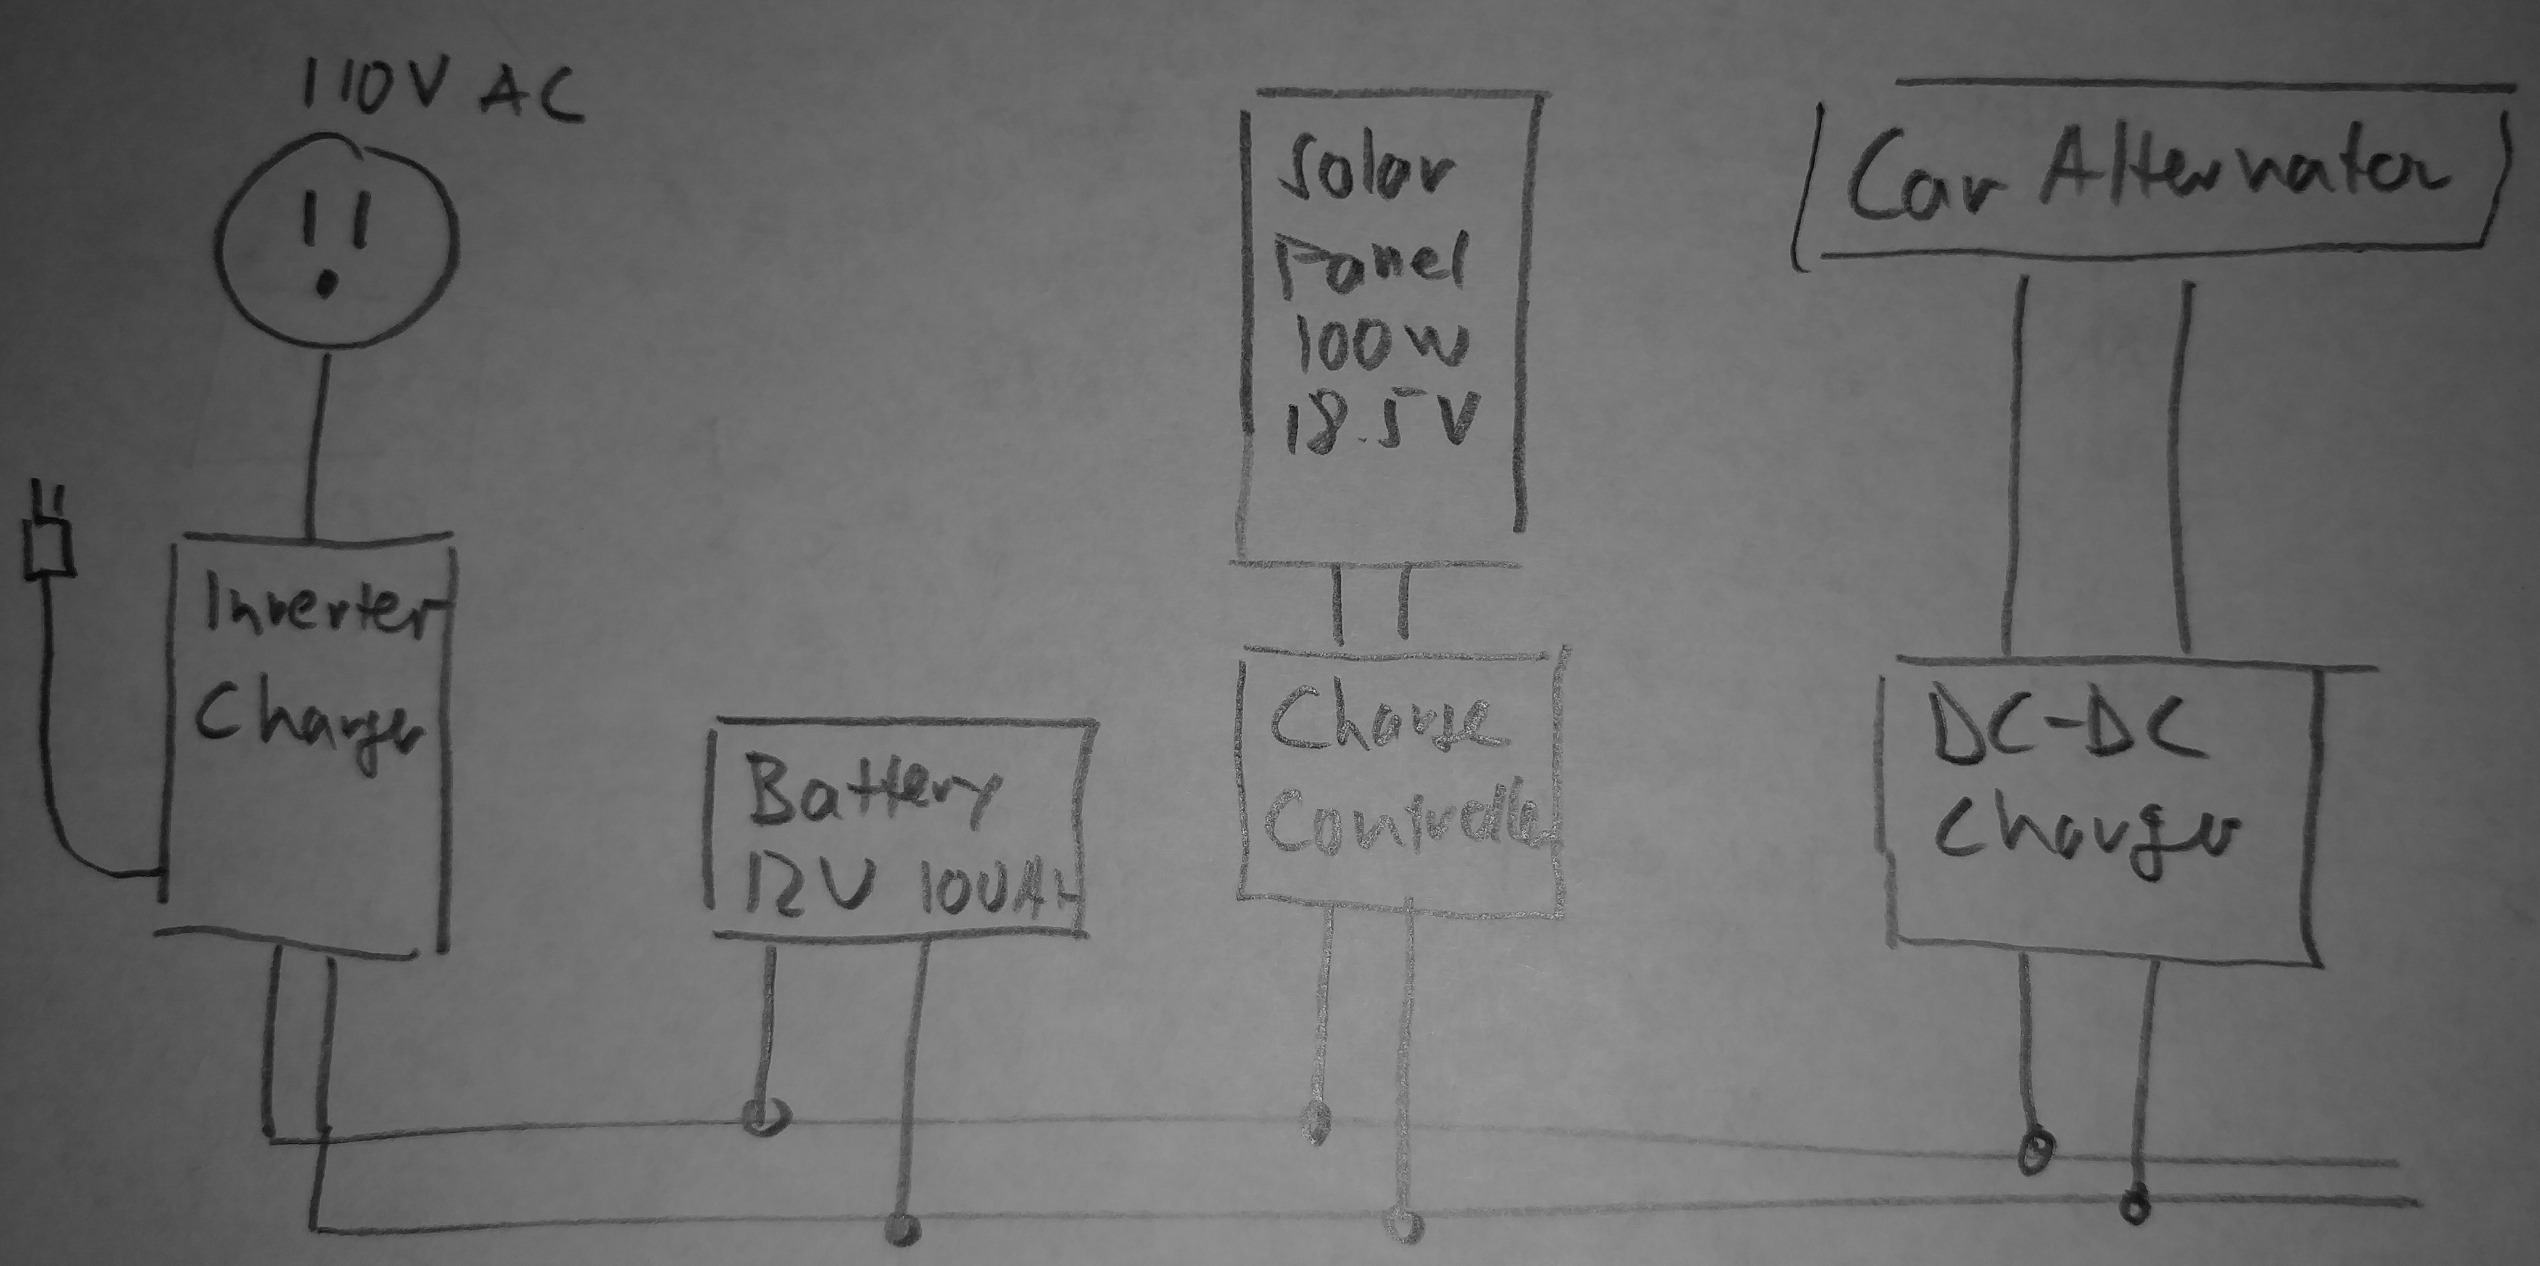 110V AC
Inverter
Charger
Battery
12V 100AH
Solar
Panel
100W
18.5V
Charge
Controller
Car Alternator
DC-DC
Charger